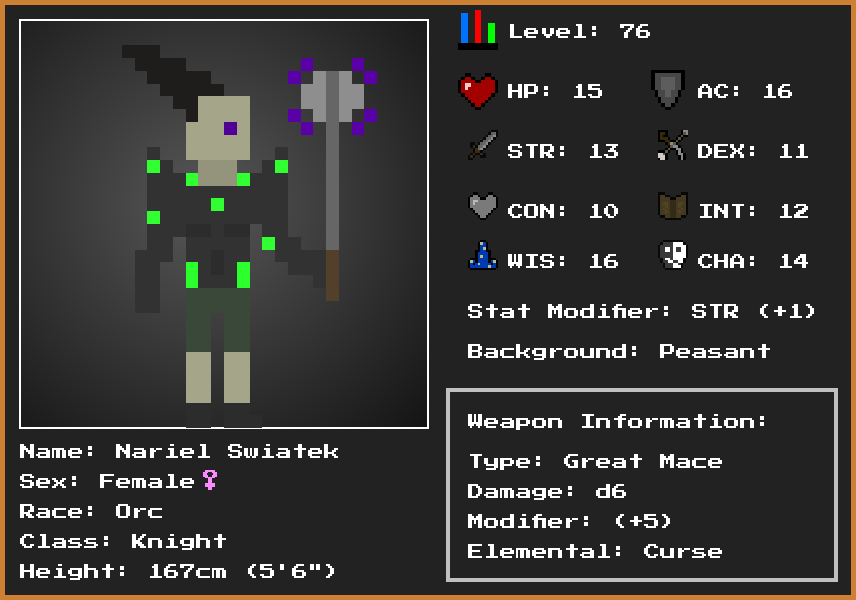 Level: 76
HP: 15
AC: 16
STR: 13
DEX: 11
CON: 10
INT: 12
WIS: 16
CHA: 14
Stat Modifier: STR (+1)
Background: Peasant
Weapon Information:
Type: Great Mace
Damage: d6
Modifier: (+5)
Elemental: Curse
Name: Nariel Swiatek
Sex: Female♀
Race: Orc
Class: Knight
Height: 167cm (5'6")